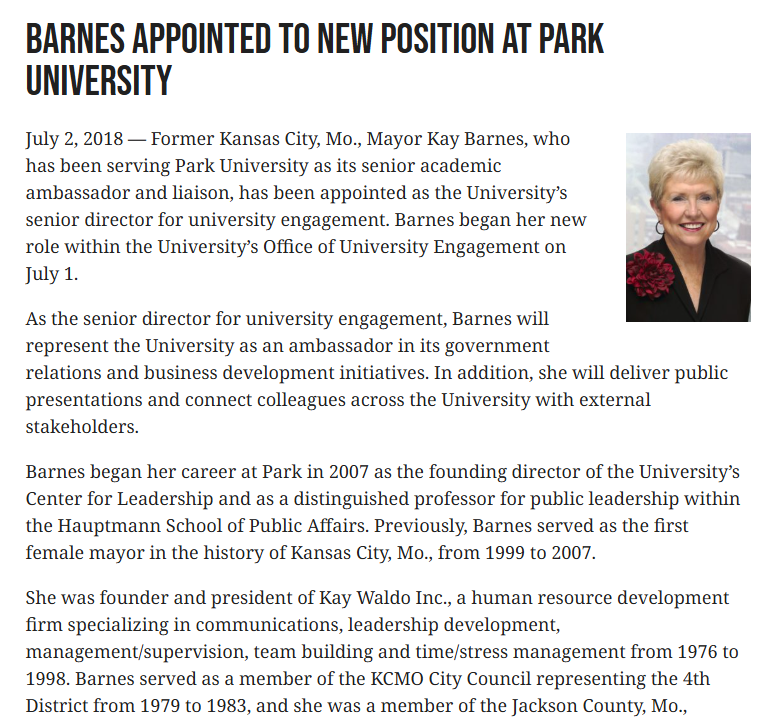 BARNES APPOINTED TO NEW POSITION AT PARK
UNIVERSITY
July 2, 2018 — Former Kansas City, Mo., Mayor Kay Barnes, who
has been serving Park University as its senior academic
ambassador and liaison, has been appointed as the University’s
senior director for university engagement. Barnes began her new
role within the University’s Office of University Engagement on
July 1.
As the senior director for university engagement, Barnes will
represent the University as an ambassador in its government
relations and business development initiatives. In addition, she will deliver public
presentations and connect colleagues across the University with external
stakeholders.
Barnes began her career at Park in 2007 as the founding director of the University’s
Center for Leadership and as a distinguished professor for public leadership within
the Hauptmann School of Public Affairs. Previously, Barnes served as the first
female mayor in the history of Kansas City, Mo., from 1999 to 2007.
She was founder and president of Kay Waldo Inc., a human resource development
firm specializing in communications, leadership development,
management/supervision, team building and time/stress management from 1976 to
1998. Barnes served as a member of the KCMO City Council representing the 4th
District from 1979 to 1983, and she was a member of the Jackson County, Mo.,